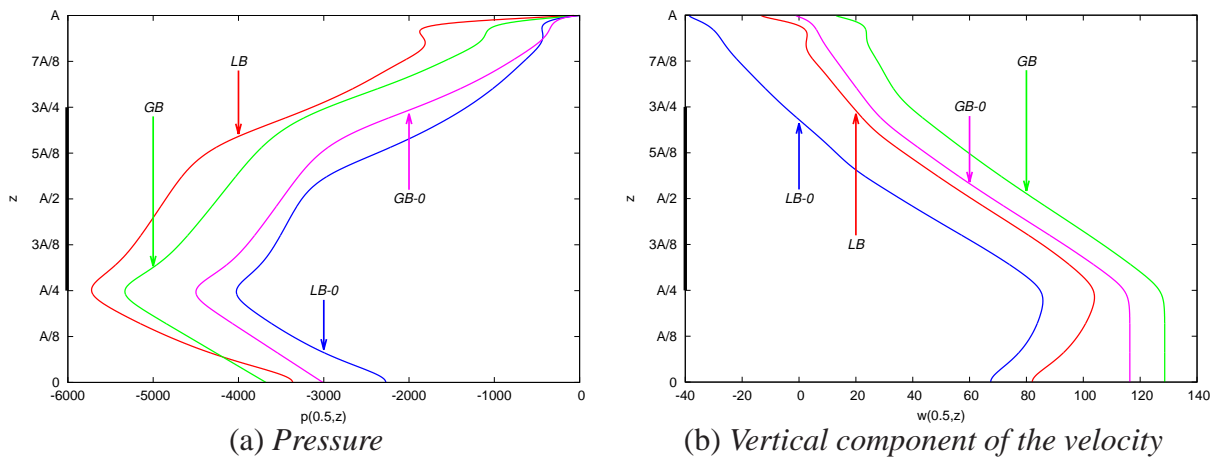 A
7A/8
3A/4
5A/8
A/2
3A/8
A/4
A/8
0
z
LB
GB
GB-0
LB-0
-6000 -5000 -4000 -3000 -2000 -1000 0
p(0.5,z)
(a) Pressure
A
7A/8
3A/4
5A/8
A/2
3A/8
A/4
A/8
0
z
GB
GB-0
LB-0
LB
-40 -20 0 20 40 60 80 100 120 140
w(0.5,z)
(b) Vertical component of the velocity